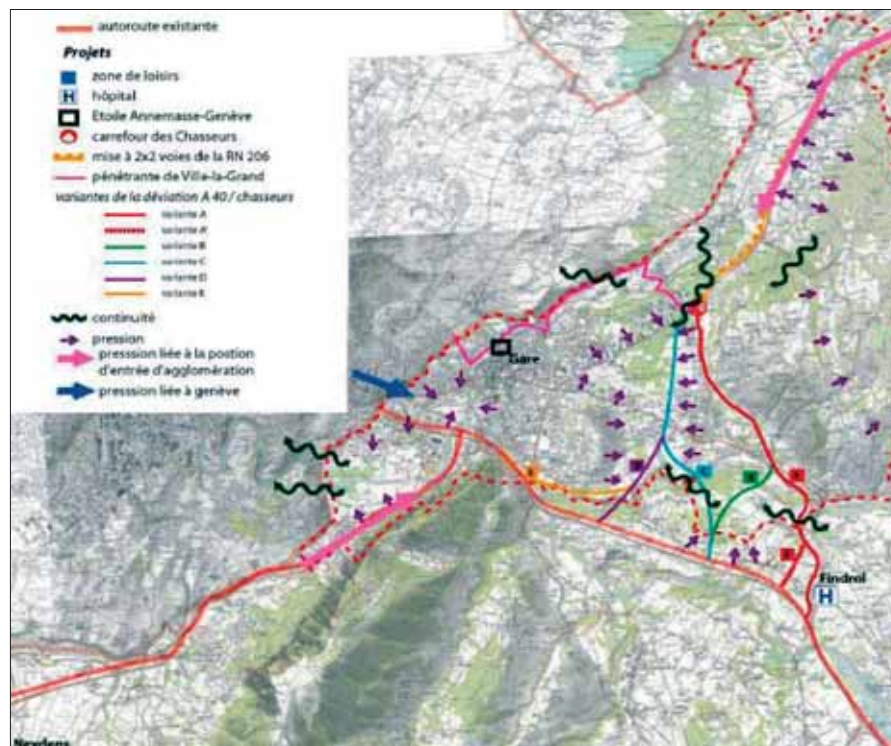 autoroute existante
Projets
zone de loisirs
H hôpital
Etoile Annemasse-Genève
carrefour des Chasseurs
mise à 2x2 voies de la RN 206
pénétrante de Ville-la-Grand
variantes de la déviation A 40 / chasseurs
variante A
variante A'
variante B
variante C
variante D
variante E
continuité
pression
presssion liée à la postion
d'entrée d'agglomération
presssion liée à genève
Gare
Findrol
H
Neydens